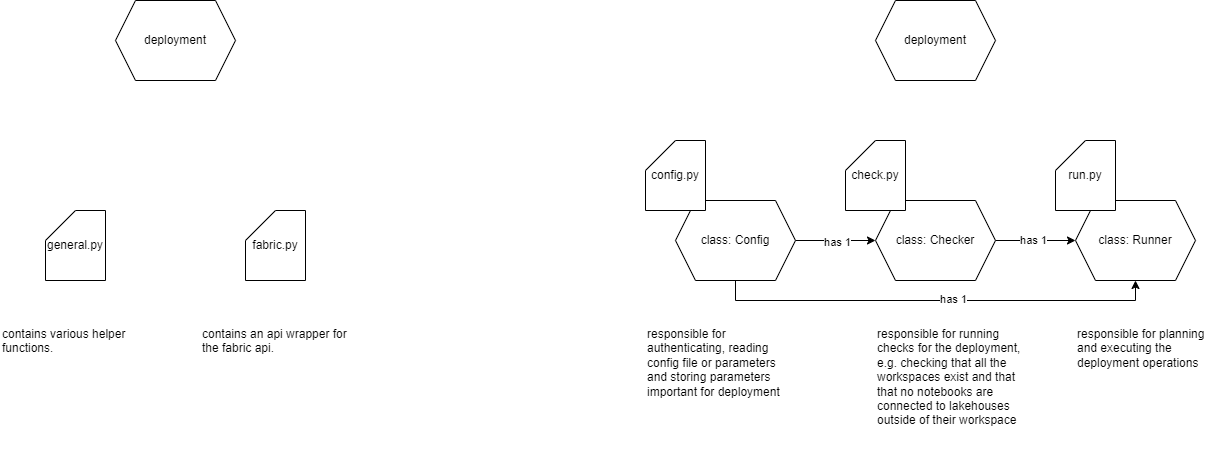 deployment
deployment
general.py
fabric.py
contains various helper
functions.
contains an api wrapper for
the fabric api.
config.py
check.py
run.py
class: Config
has 1
class: Checker
has 1
class: Runner
has 1
responsible for
authenticating, reading
config file or parameters
and storing parameters
important for deployment
responsible for running
checks for the deployment,
e.g. checking that all the
workspaces exist and that
that no notebooks are
connected to lakehouses
outside of their workspace
responsible for planning
and executing the
deployment operations